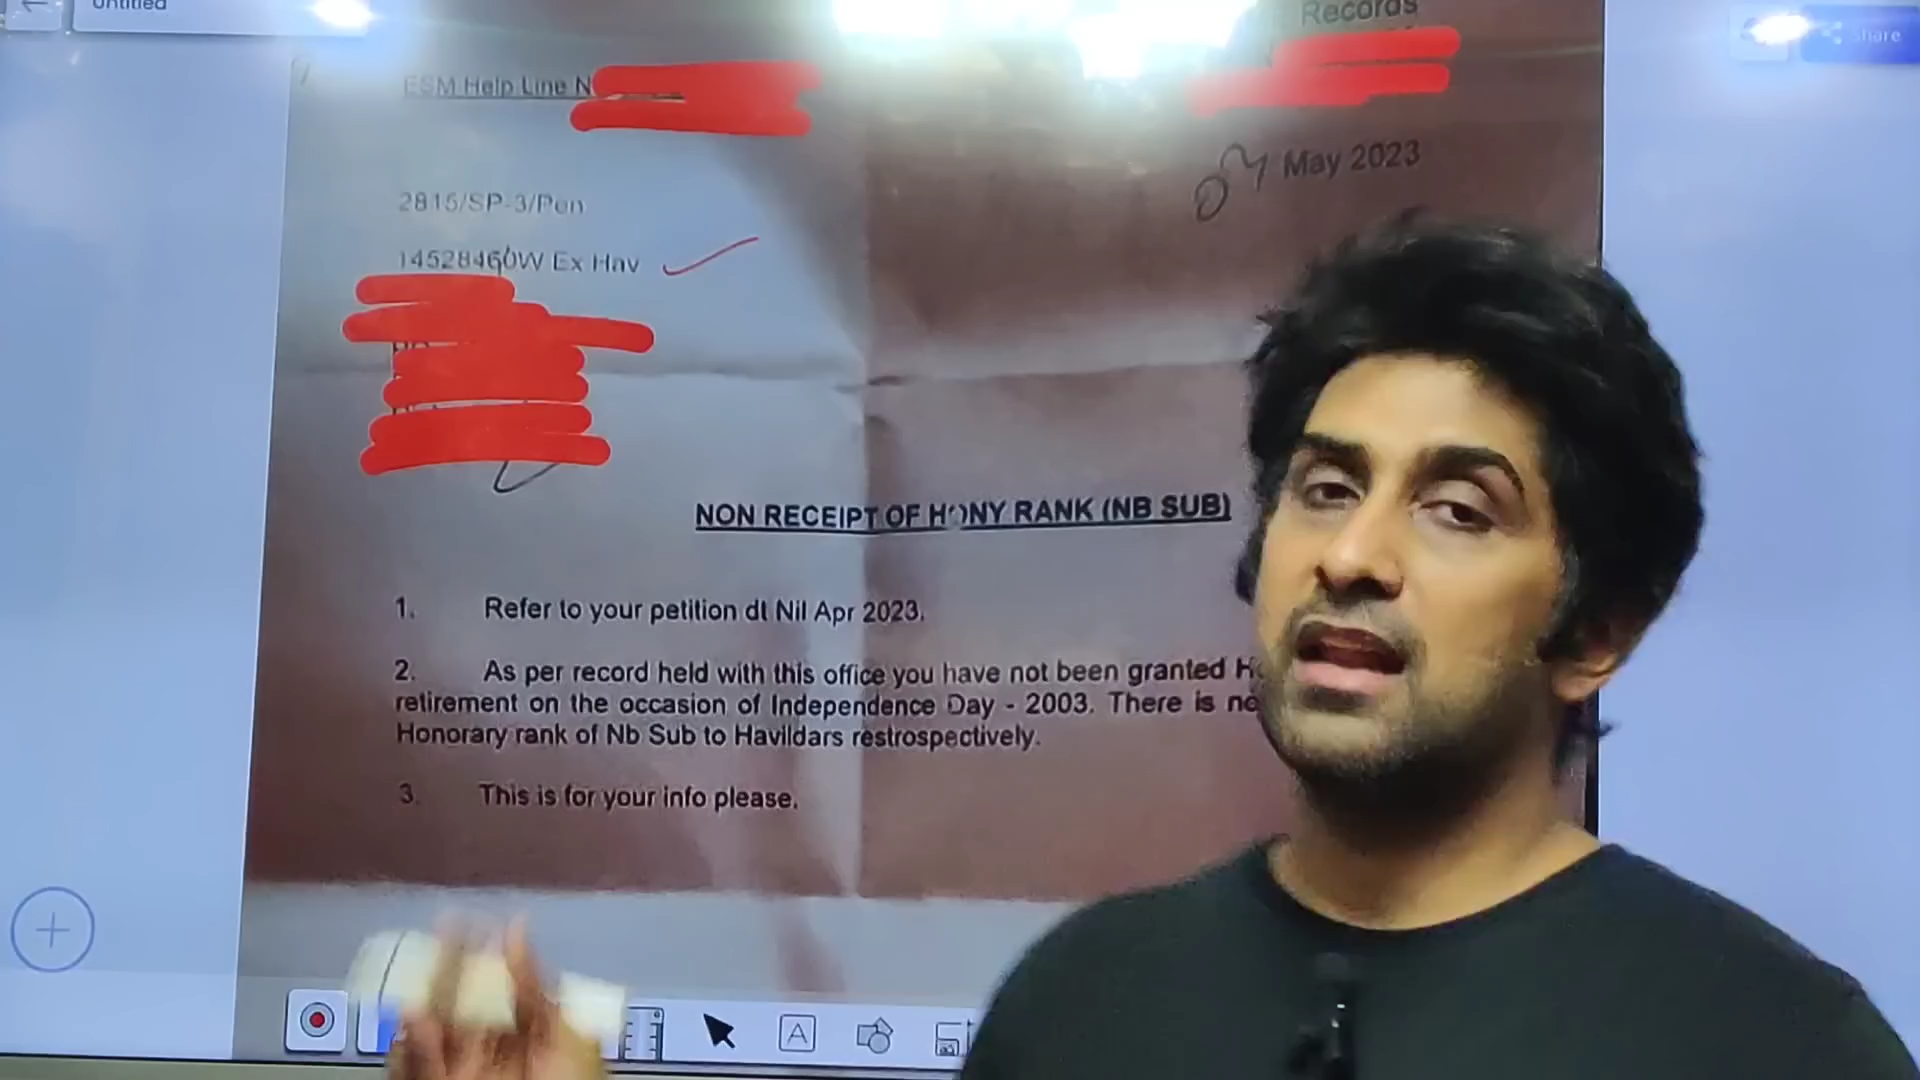 Untitled
Share
Records
ESM Help Line N
04 May 2023
2815/SP-3/Pen
14528460W Ex Hav
NON RECEIPT OF HONY RANK (NB SUB)
1. Refer to your petition dt Nil Apr 2023.
2. As per record held with this office you have not been granted
retirement on the occasion of Independence Day - 2003. There is
Honorary rank of Nb Sub to Havildars restrospectively.
3. This is for your info please.
A